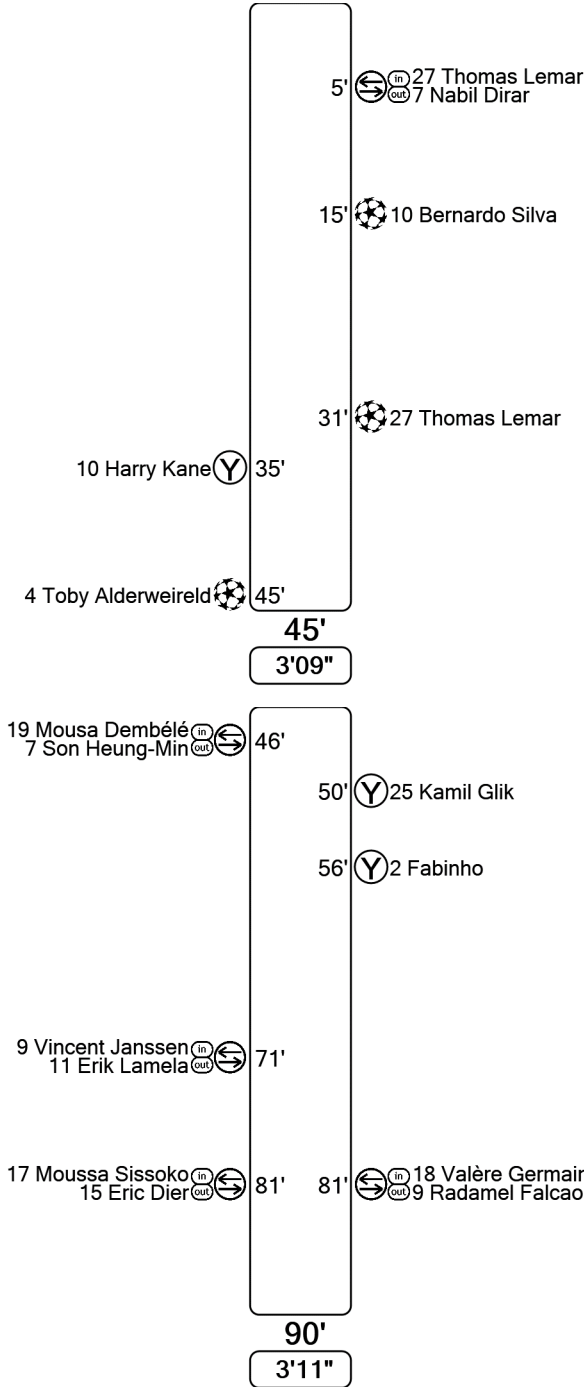 5' in 27 Thomas Lemar
out 7 Nabil Dirar
15' 10 Bernardo Silva
31' 27 Thomas Lemar
10 Harry Kane Y 35'
4 Toby Alderweireld 45'
45'
3'09"
19 Mousa Dembélé in
7 Son Heung-Min out 46'
50' Y 25 Kamil Glik
56' Y 2 Fabinho
9 Vincent Janssen in
11 Erik Lamela out 71'
17 Moussa Sissoko in
15 Eric Dier out 81'
81' in 18 Valère Germain
out 9 Radamel Falcao
90'
3'11"